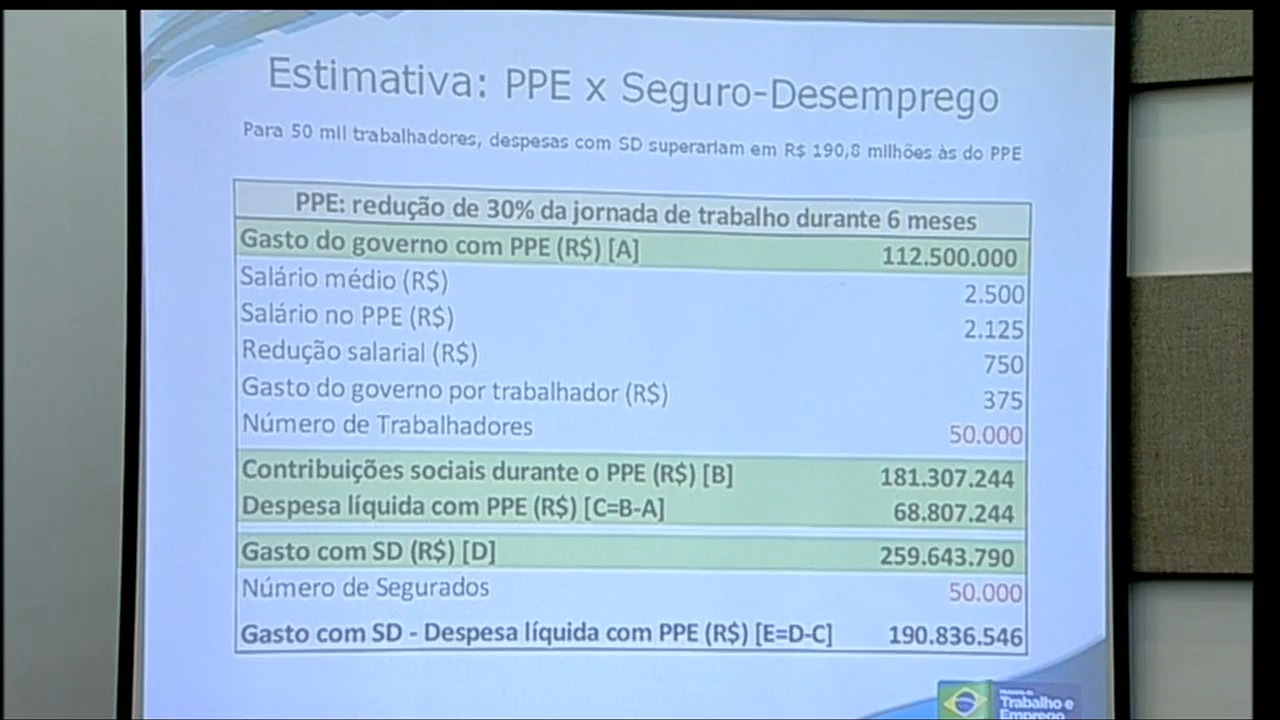 Estimativa: PPE x Seguro-Desemprego
Para 50 mil trabalhadores, despesas com SD superariam em R$ 190,8 milhões às do PPE
PPE: redução de 30% da jornada de trabalho durante 6 meses
Gasto do governo com PPE (R$) [A] 112.500.000
Salário médio (R$) 2.500
Salário no PPE (R$) 2.125
Redução salarial (R$) 750
Gasto do governo por trabalhador (R$) 375
Número de Trabalhadores 50.000
Contribuições sociais durante o PPE (R$) [B] 181.307.244
Despesa líquida com PPE (R$) [C=B-A] 68.807.244
Gasto com SD (R$) [D] 259.643.790
Número de Segurados 50.000
Gasto com SD - Despesa líquida com PPE (R$) [E=D-C] 190.836.546
Trabalho e
Emprego